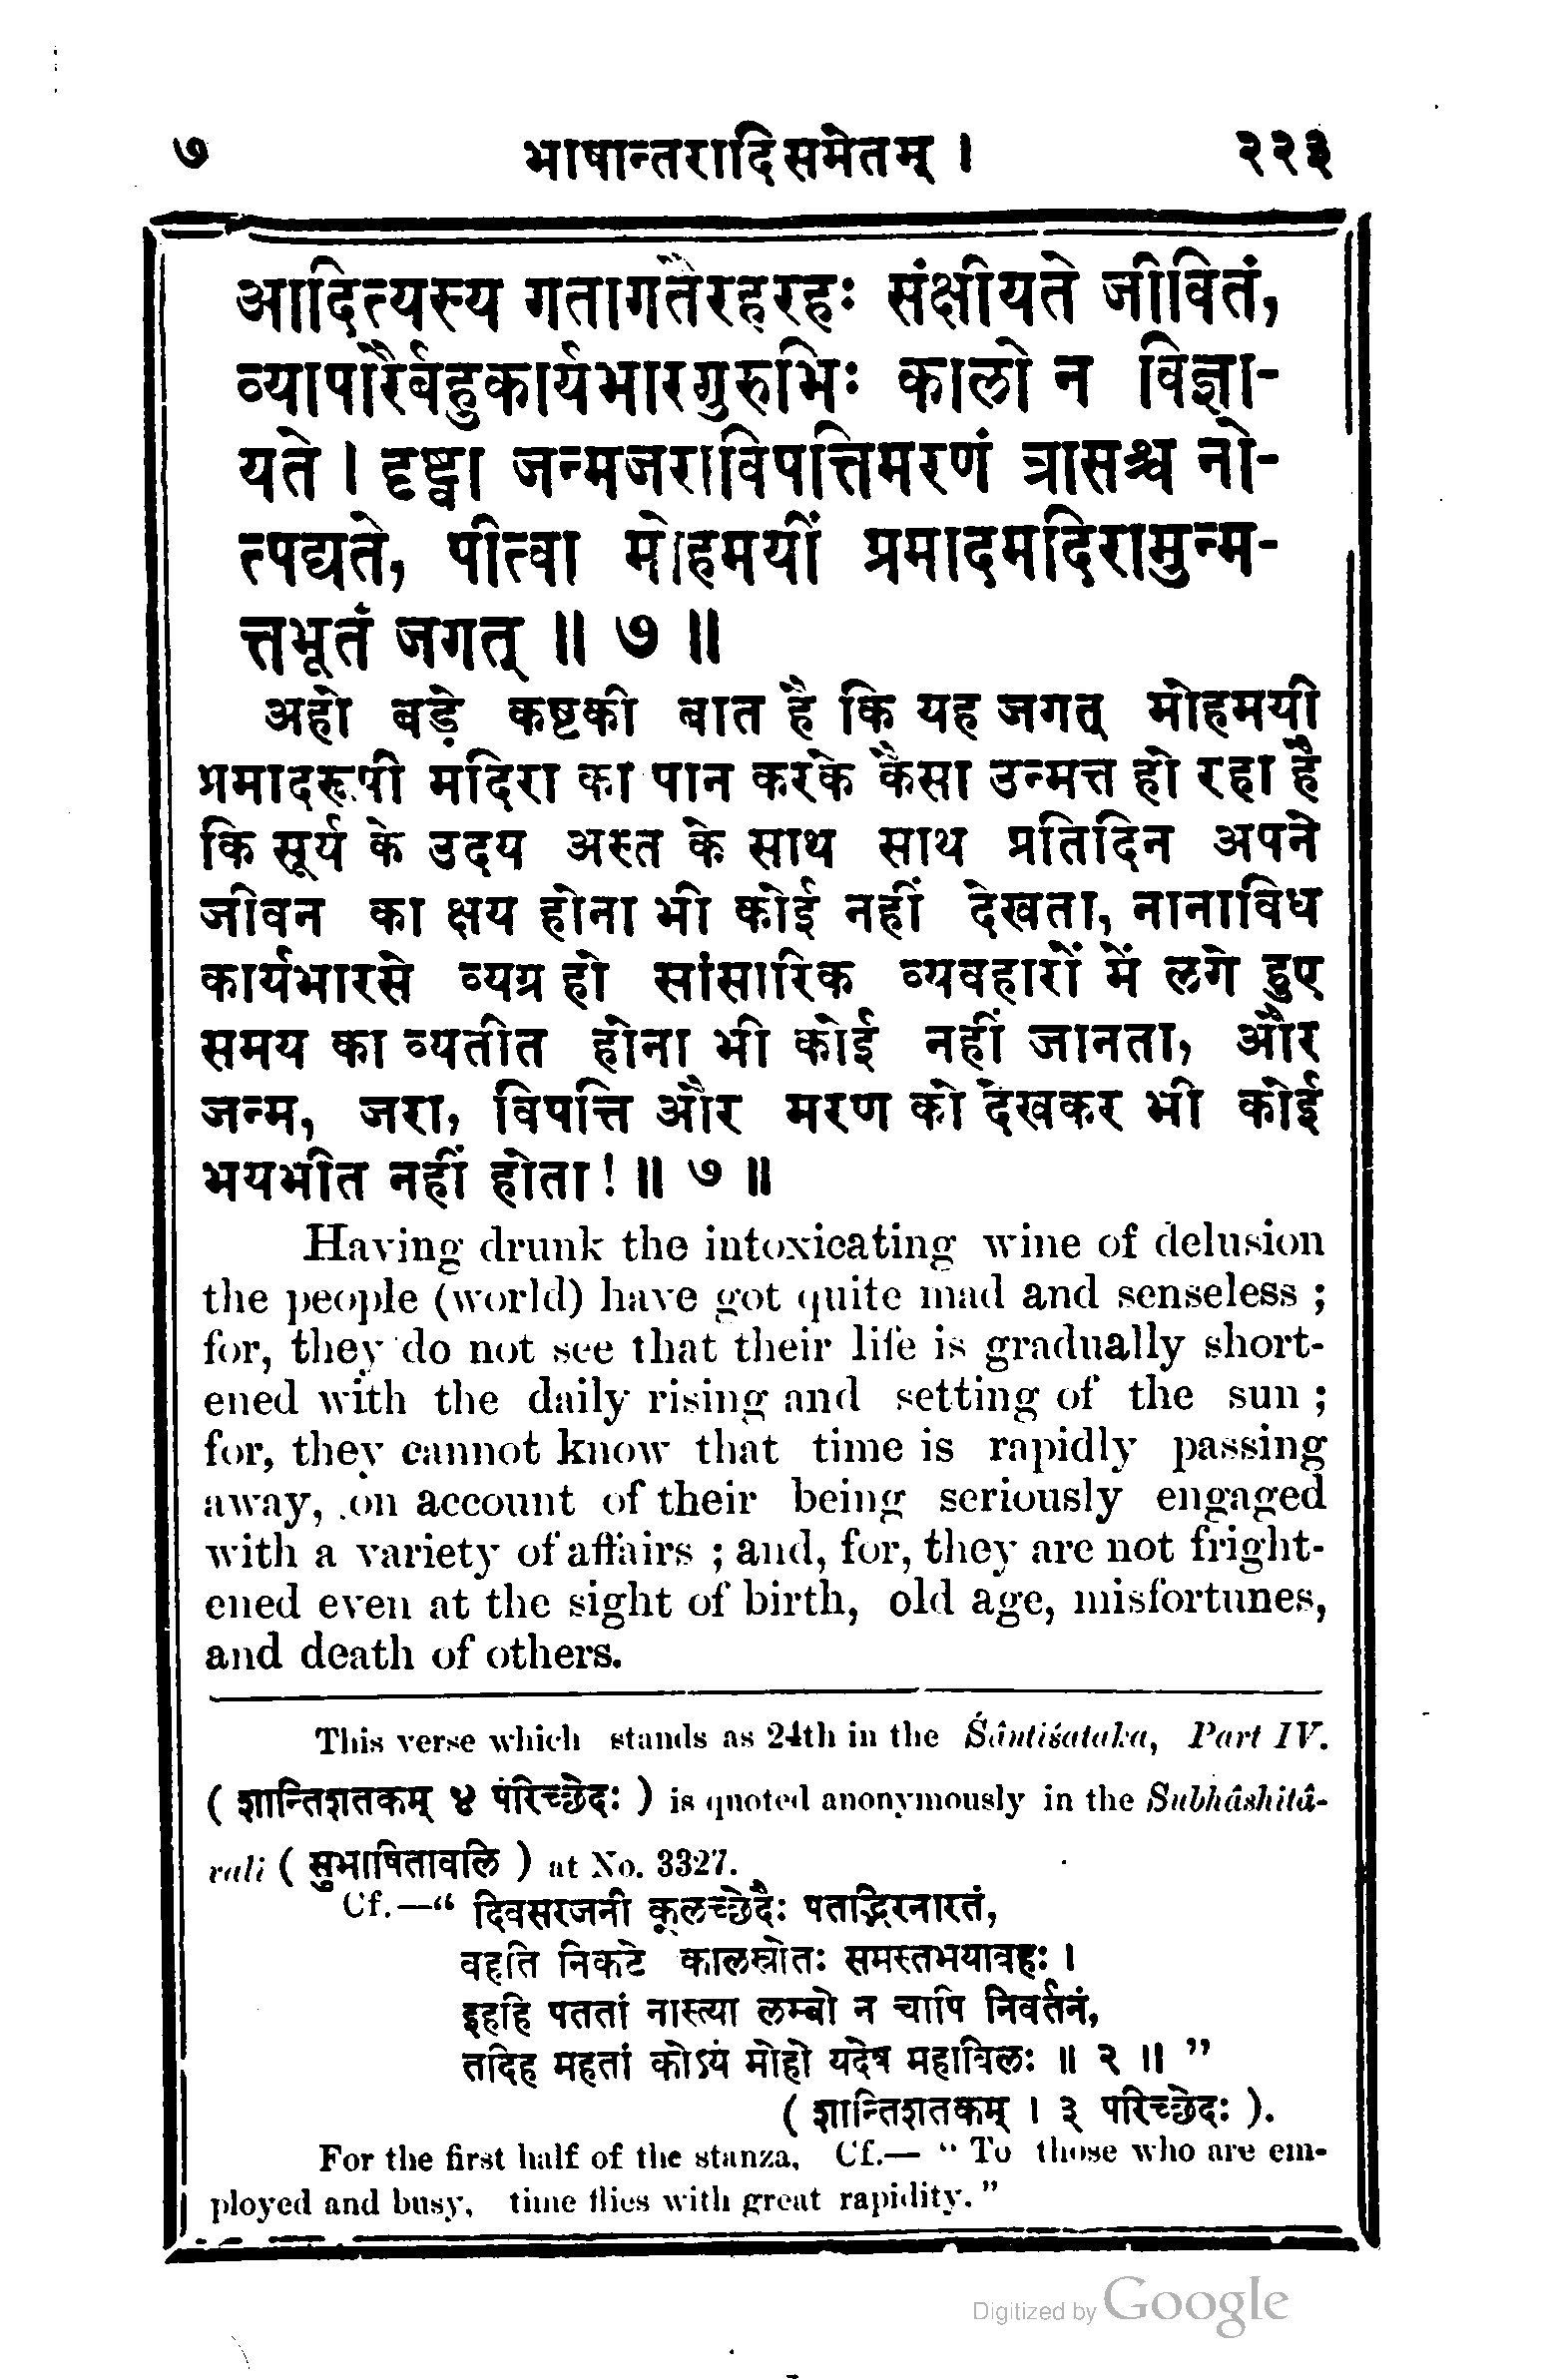 ७ भाषान्तरादिसमेतम् । २२३
आदित्यस्य गतागतैरहरहः संक्षीयते जीवितं,
व्यापारैर्बहुकार्यभारगुरुभिः कालो न विज्ञा-
यते । दृष्ट्वा जन्मजराविपत्तिमरणं त्रासश्च नो-
त्पद्यते, पीत्वा मोहमयीं प्रमादमदिरामुन्म-
त्तभूतं जगत् ॥ ७ ॥
अहो बड़े कष्टकी बात है कि यह जगत् मोहमयी
प्रमादरूपी मदिरा का पान करके कैसा उन्मत्त हो रहा है
कि सूर्य के उदय अस्त के साथ साथ प्रतिदिन अपने
जीवन का क्षय होना भी कोई नहीं देखता, नानाविध
कार्यभारसे व्यग्र हो सांसारिक व्यवहारों में लगे हुए
समय का व्यतीत होना भी कोई नहीं जानता, और
जन्म, जरा, विपत्ति और मरण को देखकर भी कोई
भयभीत नहीं होता ! ॥ ७ ॥
Having drunk the intoxicating wine of delusion
the people (world) have got quite mad and senseless ;
for, they do not see that their life is gradually short-
ened with the daily rising and setting of the sun ;
for, they cannot know that time is rapidly passing
away, on account of their being seriously engaged
with a variety of affairs ; and, for, they are not fright-
ened even at the sight of birth, old age, misfortunes,
and death of others.
This verse which stands as 24th in the Śântiśataka, Part IV.
( शान्तिशतकम् ४ परिच्छेदः ) is quoted anonymously in the Subhâshitâ-
vali ( सुभाषितावलि ) at No. 3327.
Cf.—“ दिवसरजनी कूलच्छेदैः पतद्भिरनारतं,
वहति निकटे कालस्रोतः समस्तभयावहः ।
इहहि पततां नास्त्या लम्बो न चापि निवर्तनं,
तदिह महतां कोऽयं मोहो यदेष महाविलः ॥ २ ॥ ”
( शान्तिशतकम् । ३ परिच्छेदः ).
For the first half of the stanza, Cf.— “ To those who are em-
ployed and busy, time flies with great rapidity. ”
Digitized by Google